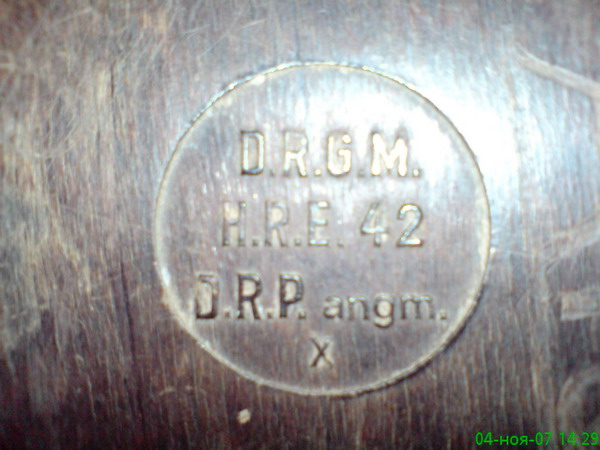 D.R.G.M.
H.R.E. 42
D.R.P. angm.
X
04-ноя-07 14:29